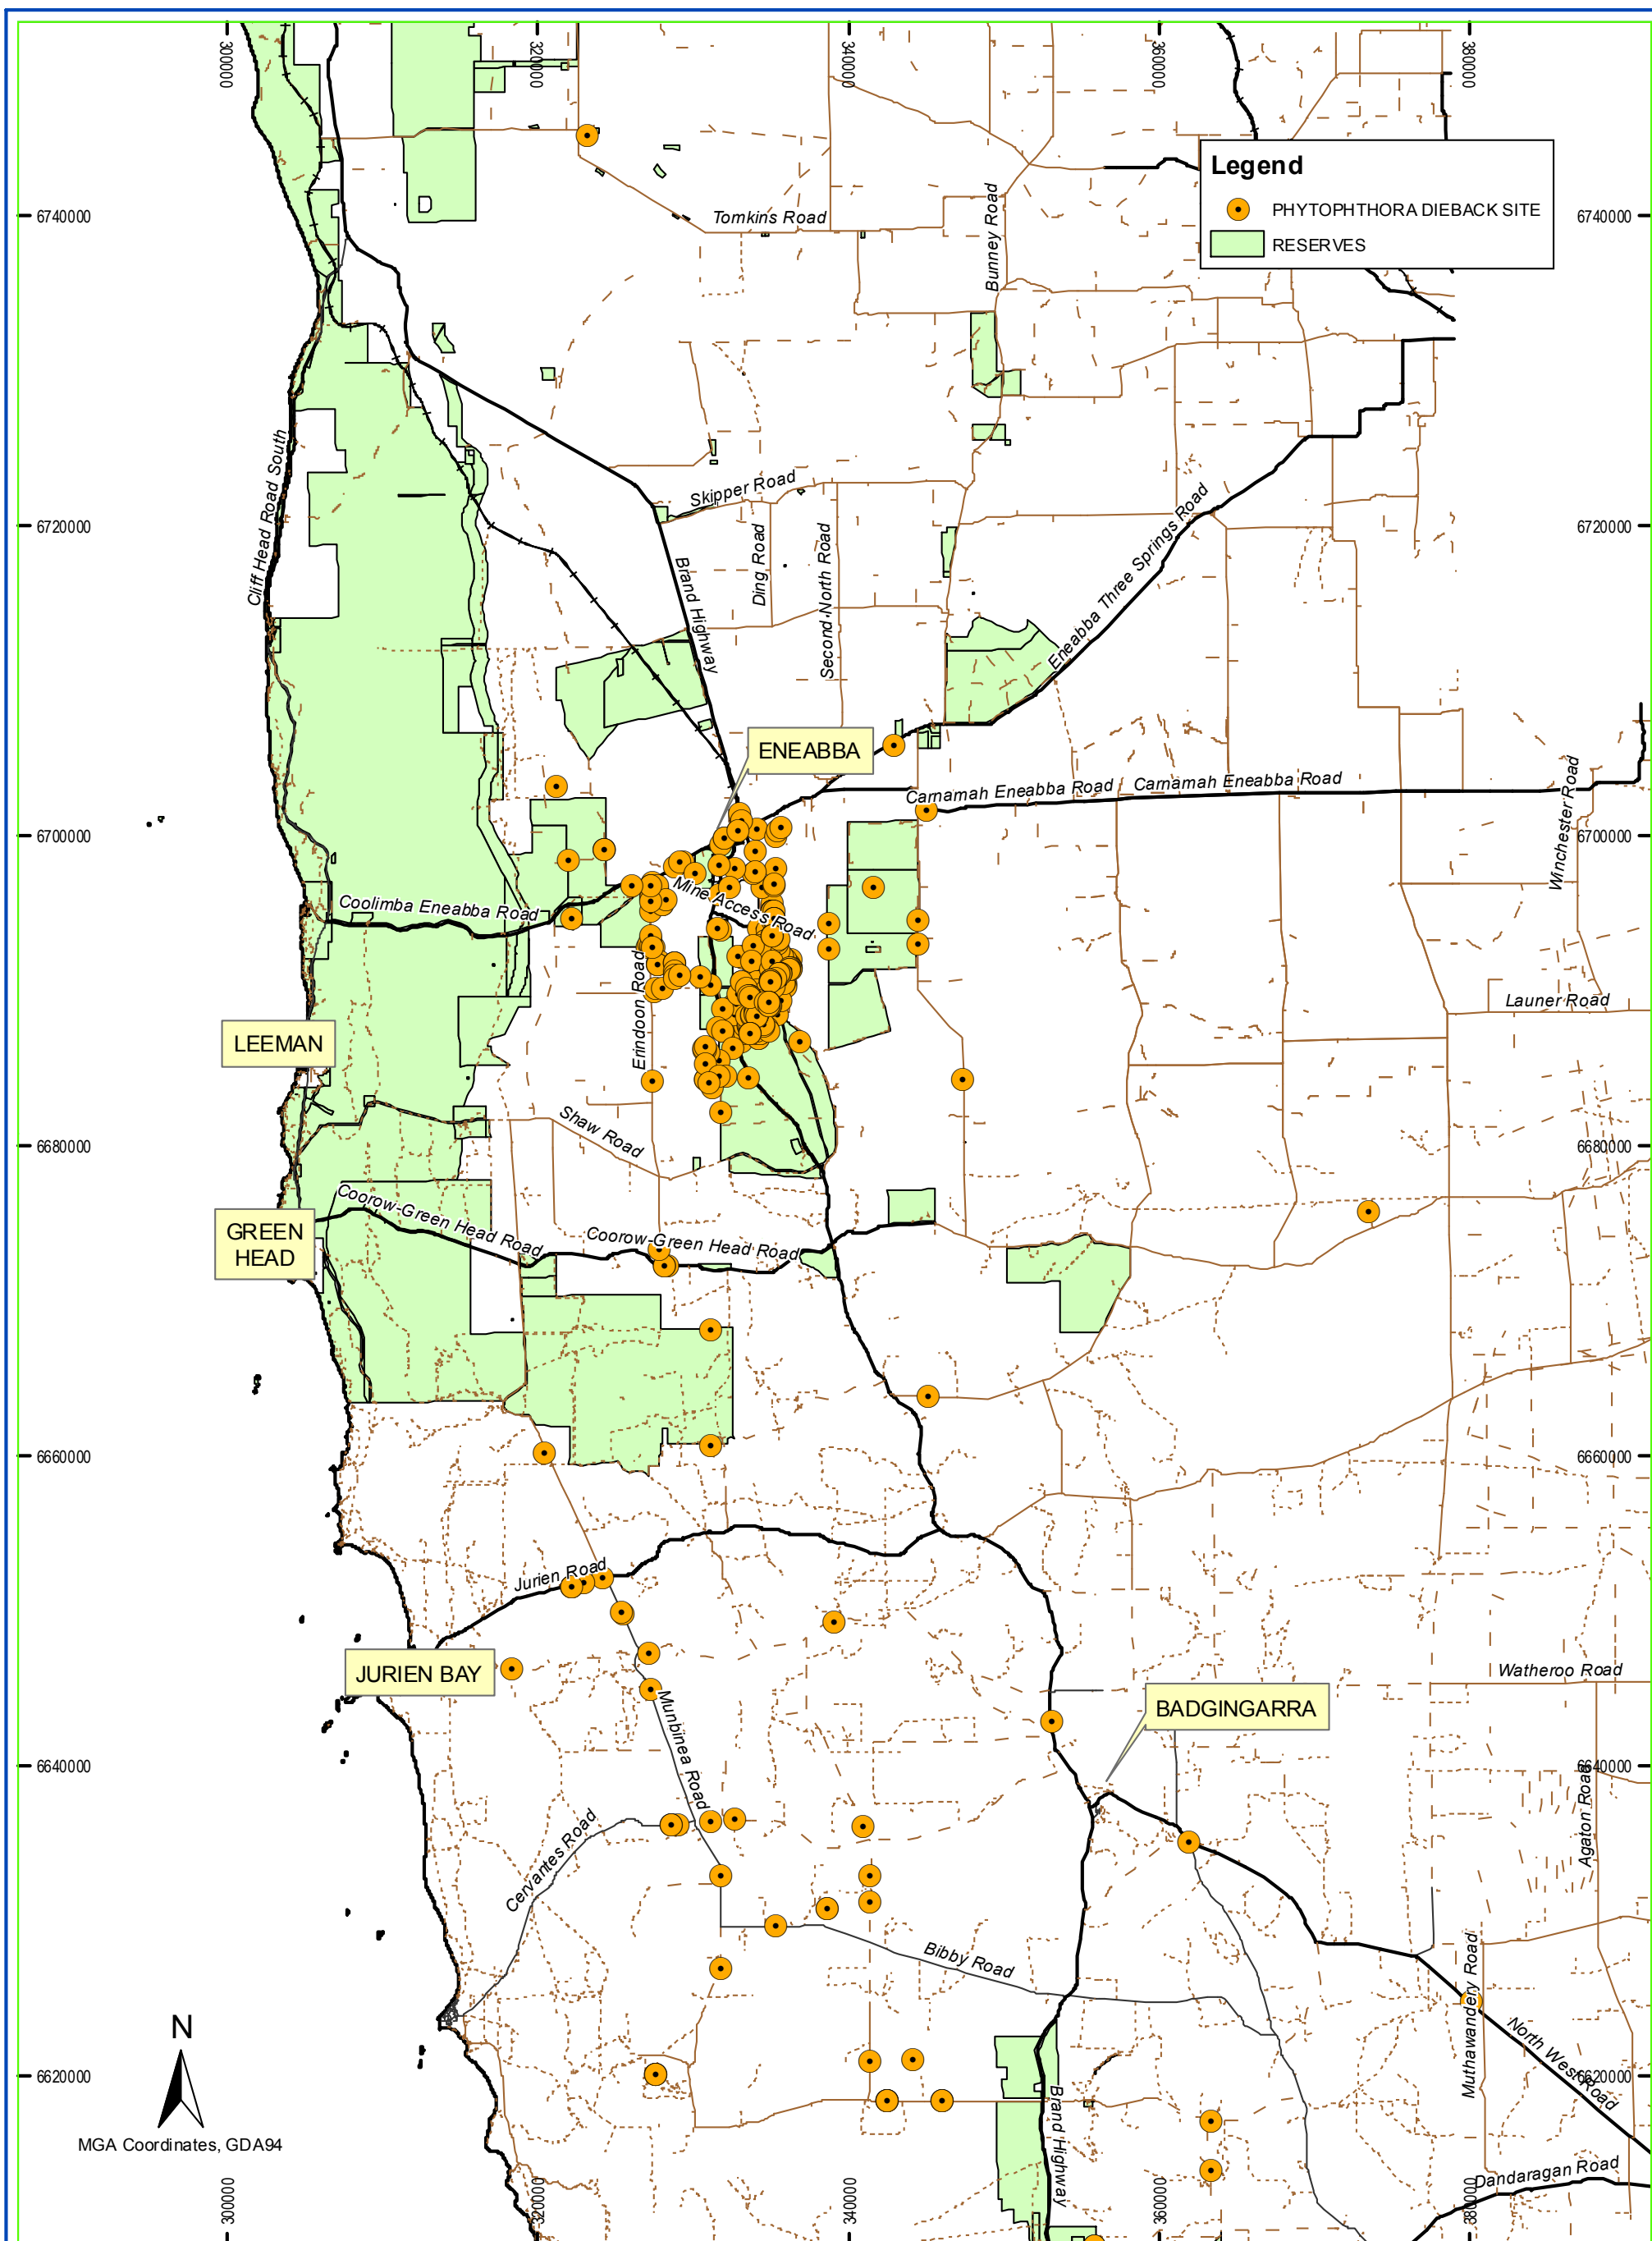 300000
320000
340000
360000
380000
Legend
PHYTOPHTHORA DIEBACK SITE
RESERVES
6740000
6740000
Tomkins Road
Bunney Road
Cliff Head Road South
Skipper Road
6720000
6720000
Ding Road
Second North Road
Brand Highway
Eneabba Three Springs Road
ENEABBA
Carnamah Eneabba Road
Carnamah Eneabba Road
Winchester Road
6700000
6700000
Coolimba Eneabba Road
Mine Access Road
Erindoon Road
Launer Road
LEEMAN
Shaw Road
6680000
6680000
Coorow-Green Head Road
Coorow-Green Head Road
GREEN
HEAD
6660000
6660000
Jurien Road
JURIEN BAY
Watheroo Road
Munbinea Road
BADGINGARRA
6640000
6640000
Agaton Road
Cervantes Road
Bibby Road
Muthawandery Road
North West Road
N
6620000
6620000
MGA Coordinates, GDA94
Brand Highway
Dandaragan Road
300000
320000
340000
360000
380000